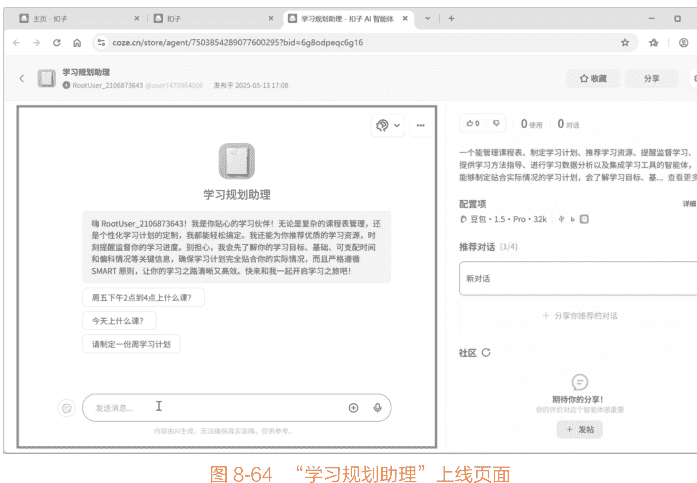 主页 - 扣子
扣子
学习规划助理 - 扣子 AI 智能体
coze.cn/store/agent/7503854289077600295?bid=6g8odpeqc6g16
学习规划助理
RootUser_2106873643 @user7470964086 发布于 2025-05-13 17:08
收藏
分享
学习规划助理
嗨 RootUser_2106873643！我是你贴心的学习伙伴！无论是复杂的课程表管理，还
是个化学习计划的定制，我都能轻松搞定。我还能为你推荐优质的学习资源，时
刻提醒监督你的学习进度。别担心，我会先了解你的学习目标、基础、可支配时间
和偏科情况等关键信息，确保学习计划完全贴合你的实际情况，而且严格遵循
SMART 原则，让你的学习之路清晰又高效。快来和我一起开启学习之旅吧！
周五下午2点到4点上什么课？
今天上什么课？
请制定一份周学习计划
发送消息...
内容由AI生成，无法确保真实准确，仅供参考。
0
0 使用
0 对话
一个能管理课程表、制定学习计划、推荐学习资源、提醒监督学习、
提供学习方法指导、进行学习数据分析以及集成学习工具的智能体，
能够制定贴合实际情况的学习计划，会了解学习目标、基... 查看更多
配置项
详细
豆包·1.5·Pro·32k
推荐对话 (1/4)
新对话
+ 分享你推荐的对话
社区
期待你的分享！
你的评价对这个智能体很重要
+ 发帖
图 8-64 “学习规划助理”上线页面